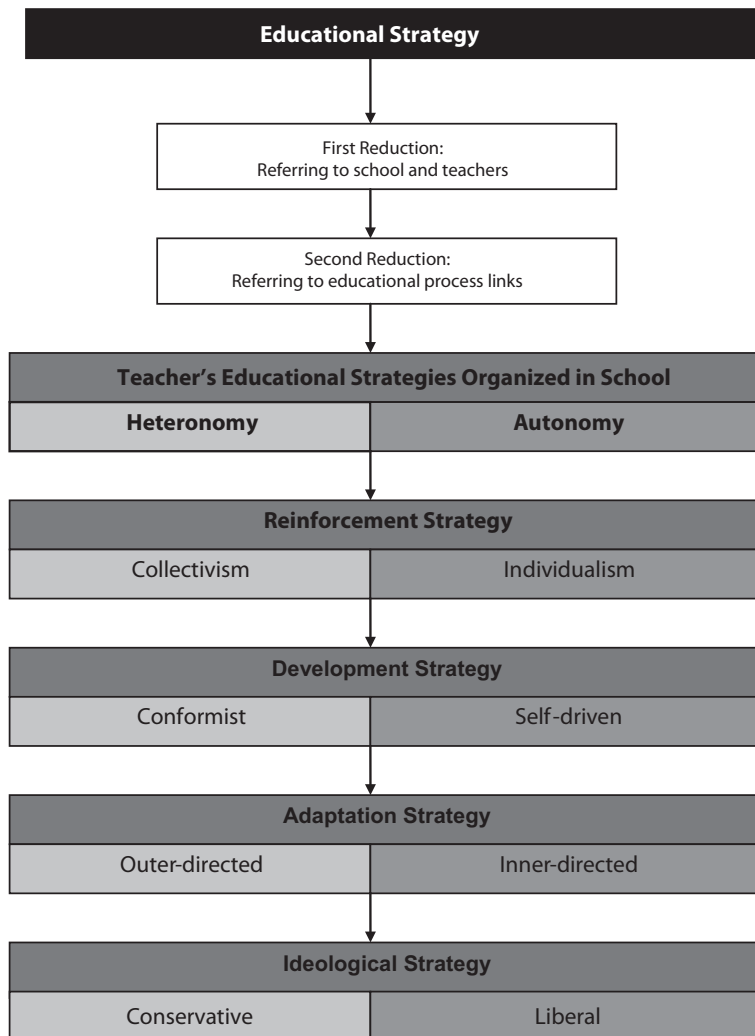 Educational Strategy
First Reduction:
Referring to school and teachers
Second Reduction:
Referring to educational process links
Teacher’s Educational Strategies Organized in School
Heteronomy
Autonomy
Reinforcement Strategy
Collectivism
Individualism
Development Strategy
Conformist
Self-driven
Adaptation Strategy
Outer-directed
Inner-directed
Ideological Strategy
Conservative
Liberal